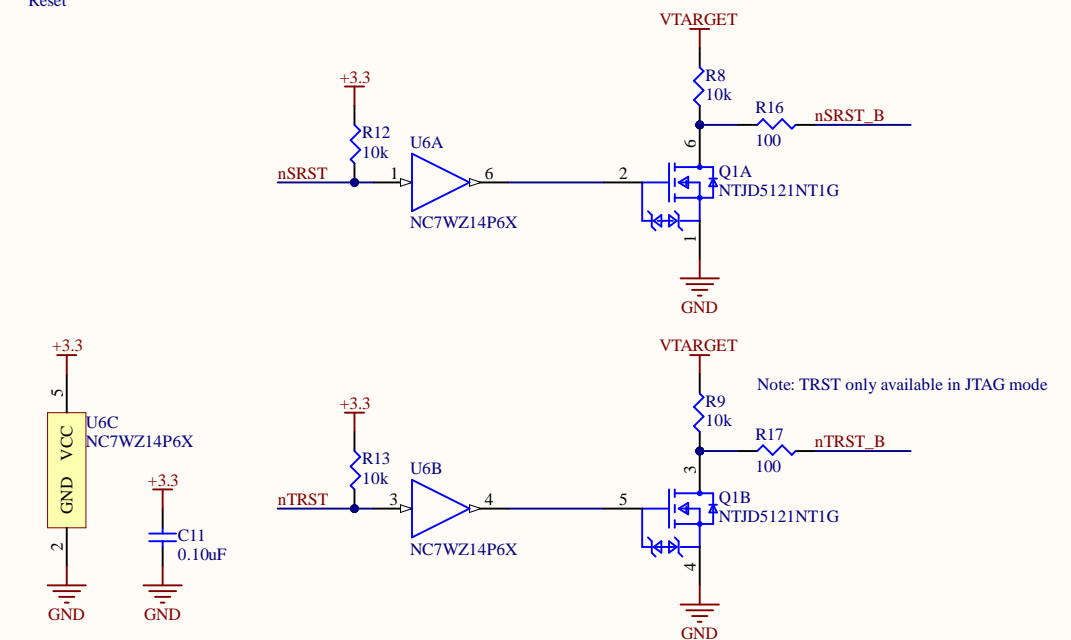 Reset
VTARGET
R8
10k
R16
nSRST_B
100
6
+3.3
R12
10k
U6A
nSRST
1
6
NC7WZ14P6X
2
Q1A
NTJD5121NT1G
1
GND
+3.3
5
U6C
NC7WZ14P6X
VCC
GND
2
GND
+3.3
C11
0.10uF
GND
VTARGET
Note: TRST only available in JTAG mode
R9
10k
R17
nTRST_B
100
3
+3.3
R13
10k
U6B
nTRST
3
4
NC7WZ14P6X
5
Q1B
NTJD5121NT1G
4
GND